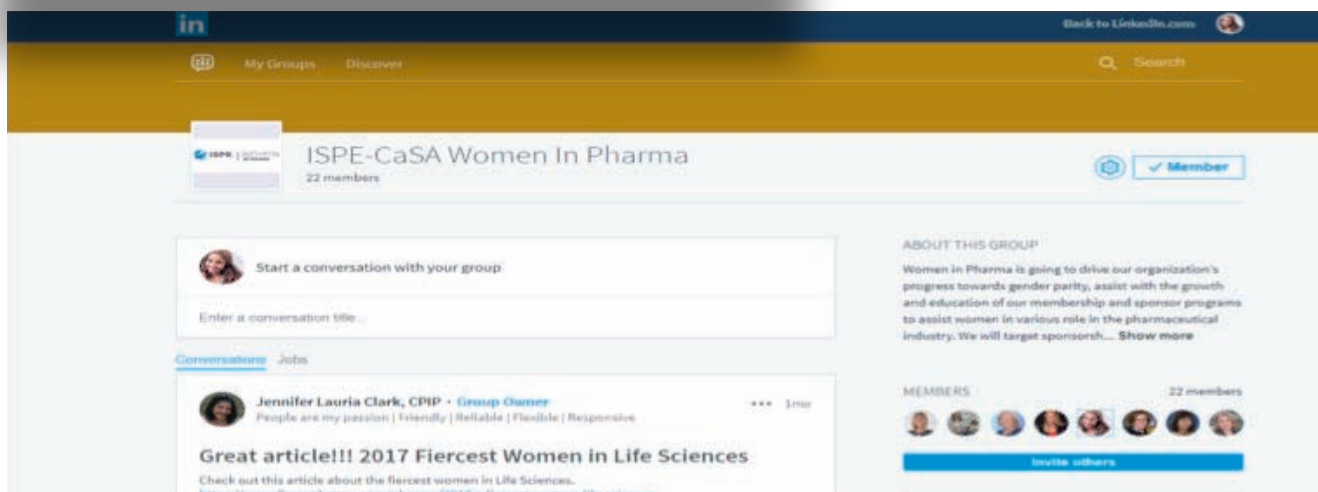 in
Back to LinkedIn.com
My Groups Discover
Search
ISPE
ISPE-CaSA Women In Pharma
22 members
✓ Member
Start a conversation with your group
Enter a conversation title...
Conversations Jobs
Jennifer Lauria Clark, CPIP • Group Owner
••• 1mo
People are my passion | Friendly | Reliable | Flexible | Responsive
Great article!!! 2017 Fiercest Women in Life Sciences
Check out this article about the fiercest women in Life Sciences.
ABOUT THIS GROUP
Women in Pharma is going to drive our organization's
progress towards gender parity, assist with the growth
and education of our membership and sponsor programs
to assist women in various role in the pharmaceutical
industry. We will target sponsorsh... Show more
MEMBERS
22 members
Invite others